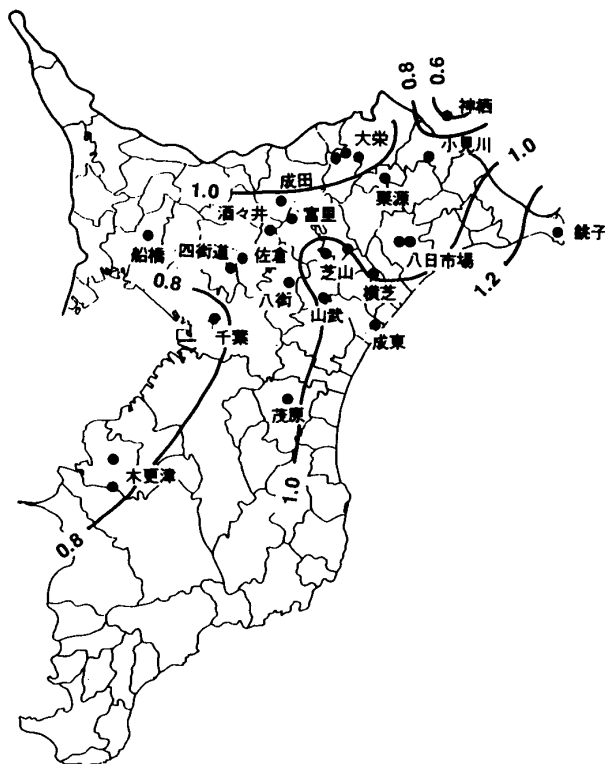 0.8
0.6
神栖
大栄
小見川
1.0
成田
1.0
栗源
酒々井
富里
銚子
船橋
四街道
佐倉
芝山
八日市場
1.2
0.8
八街
横芝
山武
千葉
成東
茂原
木更津
1.0
0.8